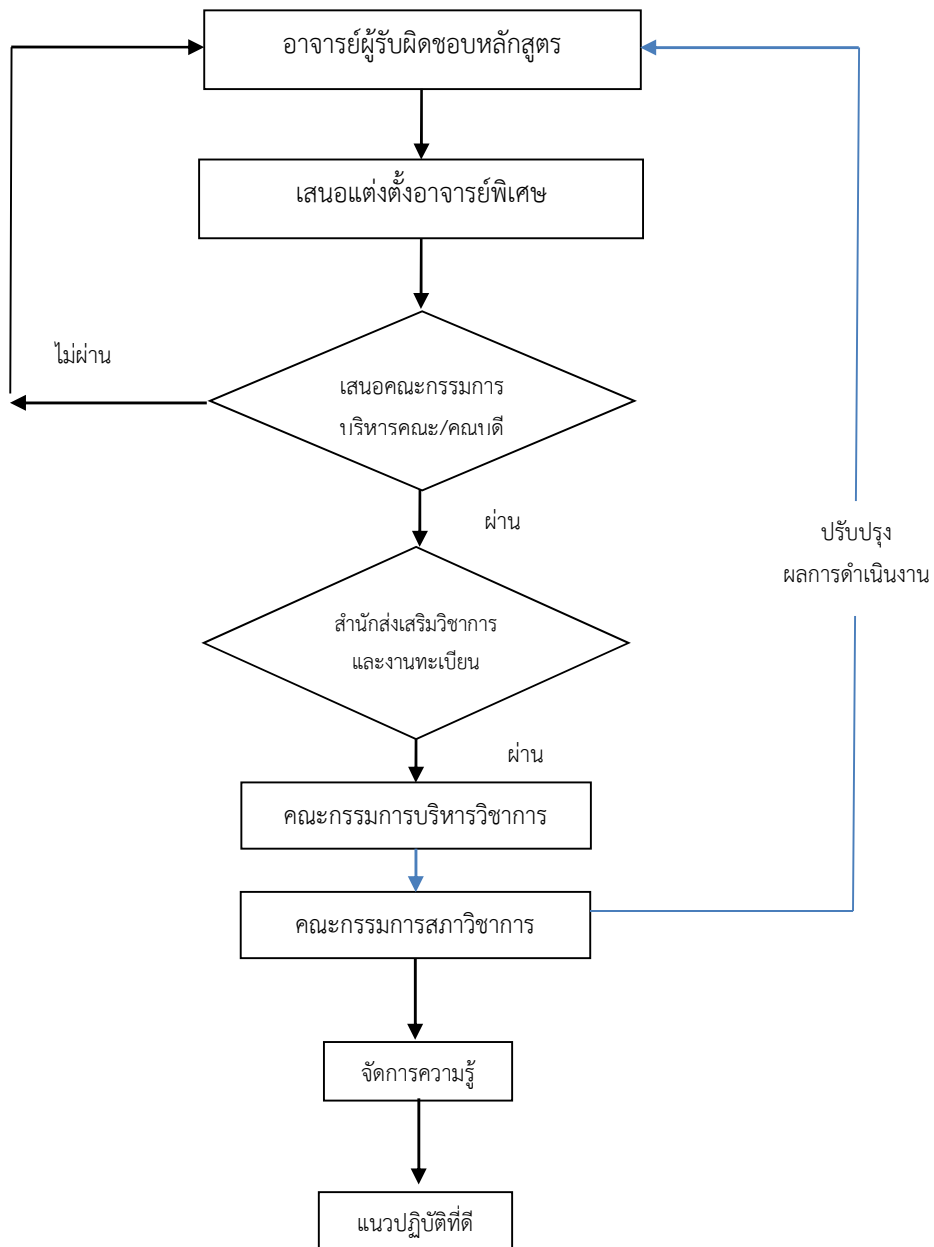 อาจารย์ผู้รับผิดชอบหลักสูตร
เสนอแต่งตั้งอาจารย์พิเศษ
ไม่ผ่าน
เสนอคณะกรรมการ
บริหารคณะ/คณบดี
ผ่าน
ปรับปรุง
ผลการดำเนินงาน
สำนักส่งเสริมวิชาการ
และงานทะเบียน
ผ่าน
คณะกรรมการบริหารวิชาการ
คณะกรรมการสภาวิชาการ
จัดการความรู้
แนวปฏิบัติที่ดี